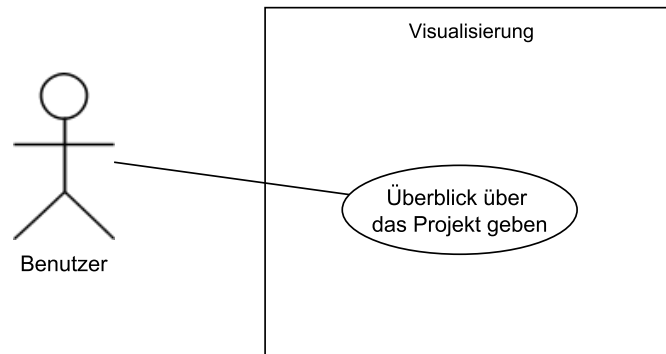 Visualisierung
Überblick über
das Projekt geben
Benutzer